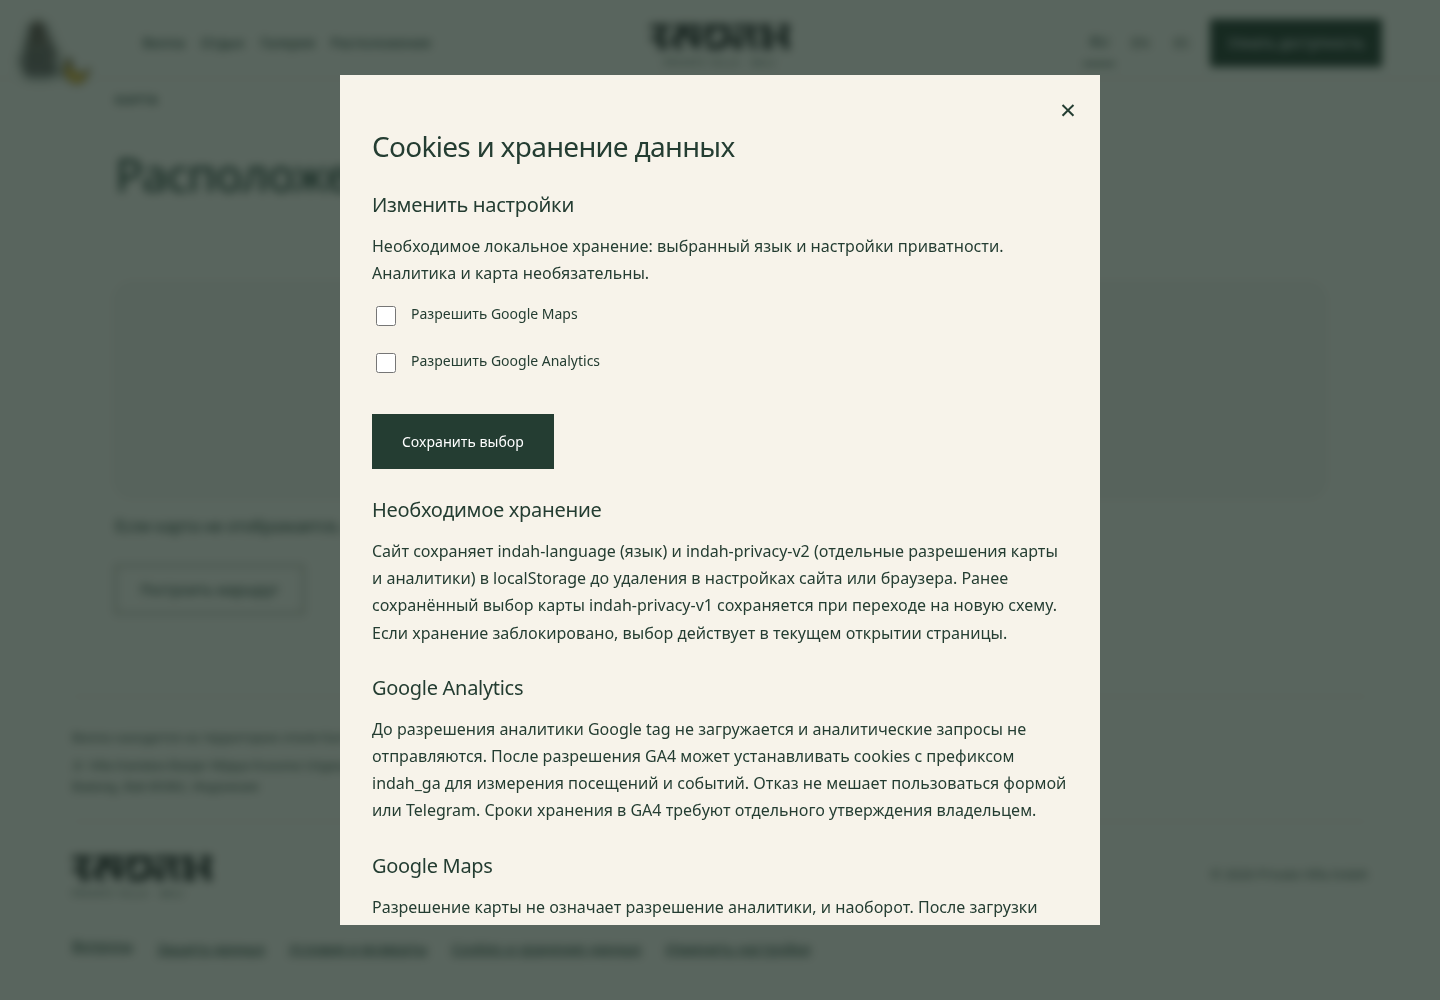 Расположе
Cookies и хранение данных
Изменить настройки
Необходимое локальное хранение: выбранный язык и настройки приватности.
Аналитика и карта необязательны.
Разрешить Google Maps
Разрешить Google Analytics
Сохранить выбор
Необходимое хранение
Сайт сохраняет indah-language (язык) и indah-privacy-v2 (отдельные разрешения карты
и аналитики) в localStorage до удаления в настройках сайта или браузера. Ранее
сохранённый выбор карты indah-privacy-v1 сохраняется при переходе на новую схему.
Если хранение заблокировано, выбор действует в текущем открытии страницы.
Google Analytics
До разрешения аналитики Google tag не загружается и аналитические запросы не
отправляются. После разрешения GA4 может устанавливать cookies с префиксом
indah_ga для измерения посещений и событий. Отказ не мешает пользоваться формой
или Telegram. Сроки хранения в GA4 требуют отдельного утверждения владельцем.
Google Maps
Разрешение карты не означает разрешение аналитики, и наоборот. После загрузки